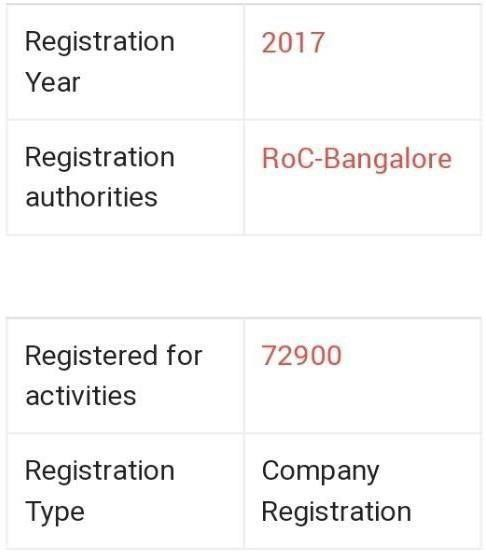 Registration 2017
Year
Registration RoC-Bangalore
authorities
Registered for 72900
activities
Registration Company
Type Registration